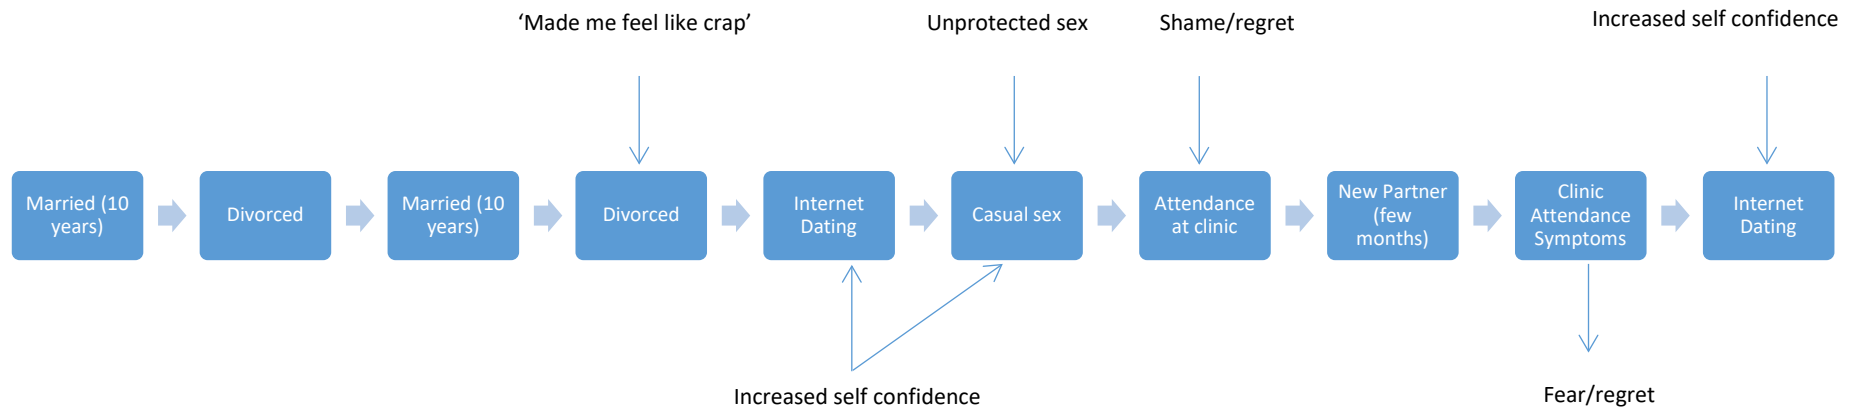 ‘Made me feel like crap’
Unprotected sex
Shame/regret
Increased self confidence
Married (10
years)
Divorced
Married (10
years)
Divorced
Internet
Dating
Casual sex
Attendance
at clinic
New Partner
(few
months)
Clinic
Attendance
Symptoms
Internet
Dating
Increased self confidence
Fear/regret